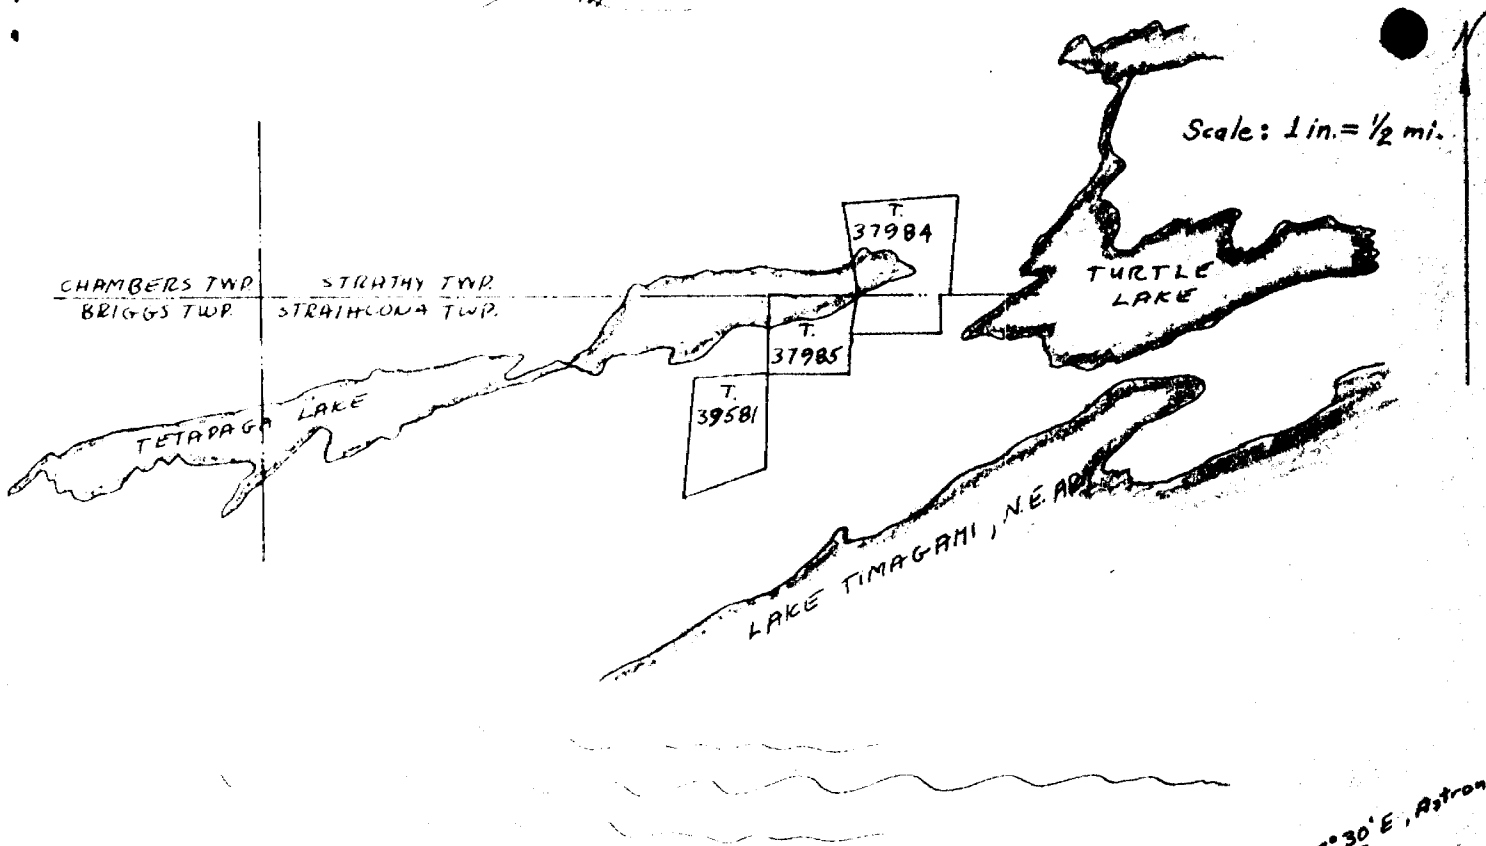 N
Scale: 1 in. = 1/2 mi.
T.
37984
CHAMBERS TWP.
STRATHY TWP.
BRIGGS TWP.
STRATHCONA TWP.
TURTLE
LAKE
T.
37985
T.
39581
TETAPAGA LAKE
LAKE TIMAGAMI, N.E. ARM
30' E, Astron